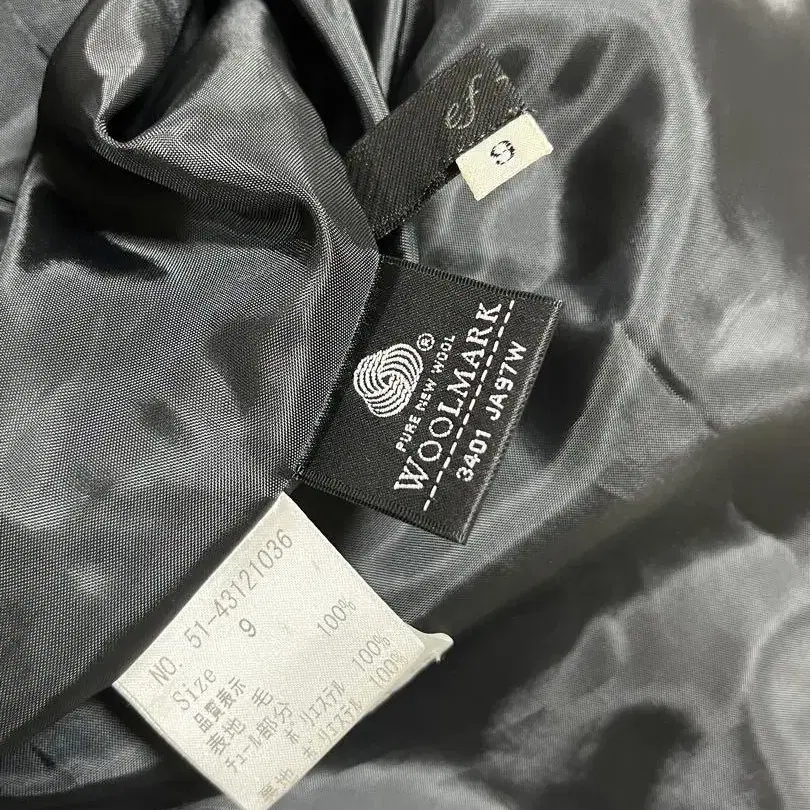 ef
9
PURE NEW WOOL
WOOLMARK
3401 JA97W
NO. 51-43121036
Size 9
品質表示
表地 毛 100%
チュール部分
ポリエステル 100%
裏地 ポリエステル 100%